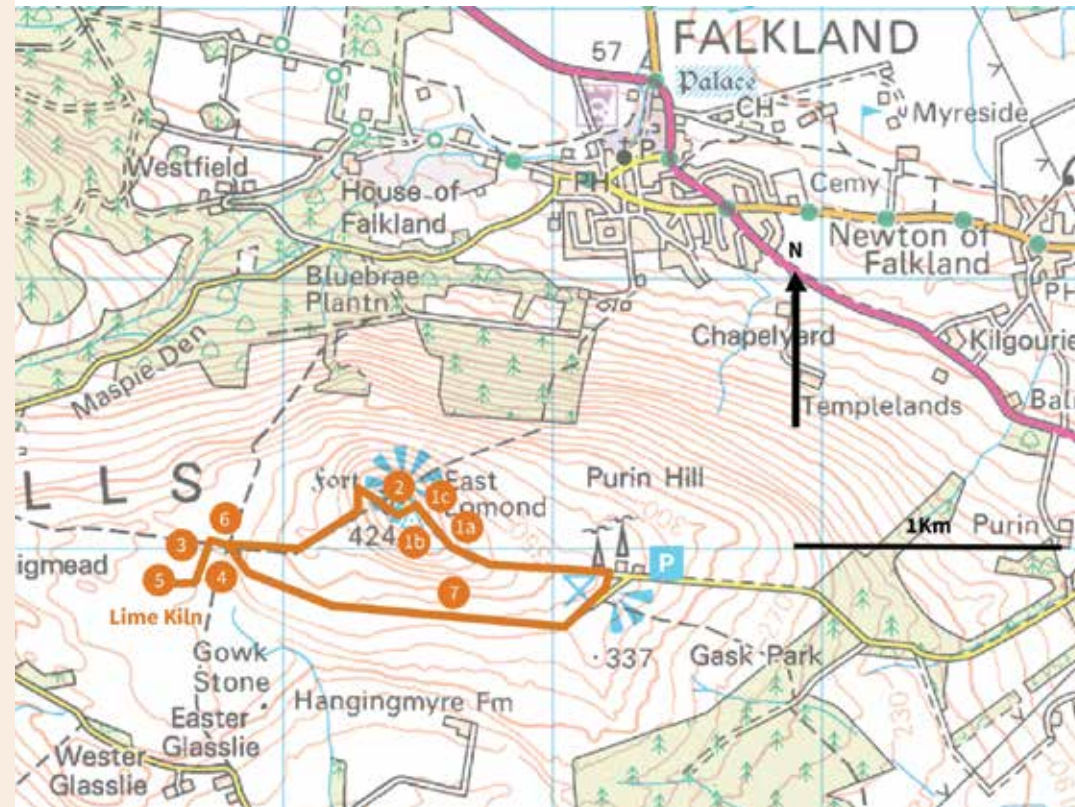 FALKLAND
57
Palace
CH
Myreside
Westfield
House of
Falkland
PH
P
Cemy
Newton of
Falkland
N
Bluebrae
Plantn
PH
Chapelyard
Kilgourie
Maspie Den
Templelands
Ball
L L S
fort
2
East
Lomond
1c
1a
Purin Hill
424
1b
1Km
Purin
6
3
igmead
P
5
4
7
Lime Kiln
337
Gask Park
Gowk
Stone
Hangingmyre Fm
230
Easter
Glasslie
Wester
Glasslie